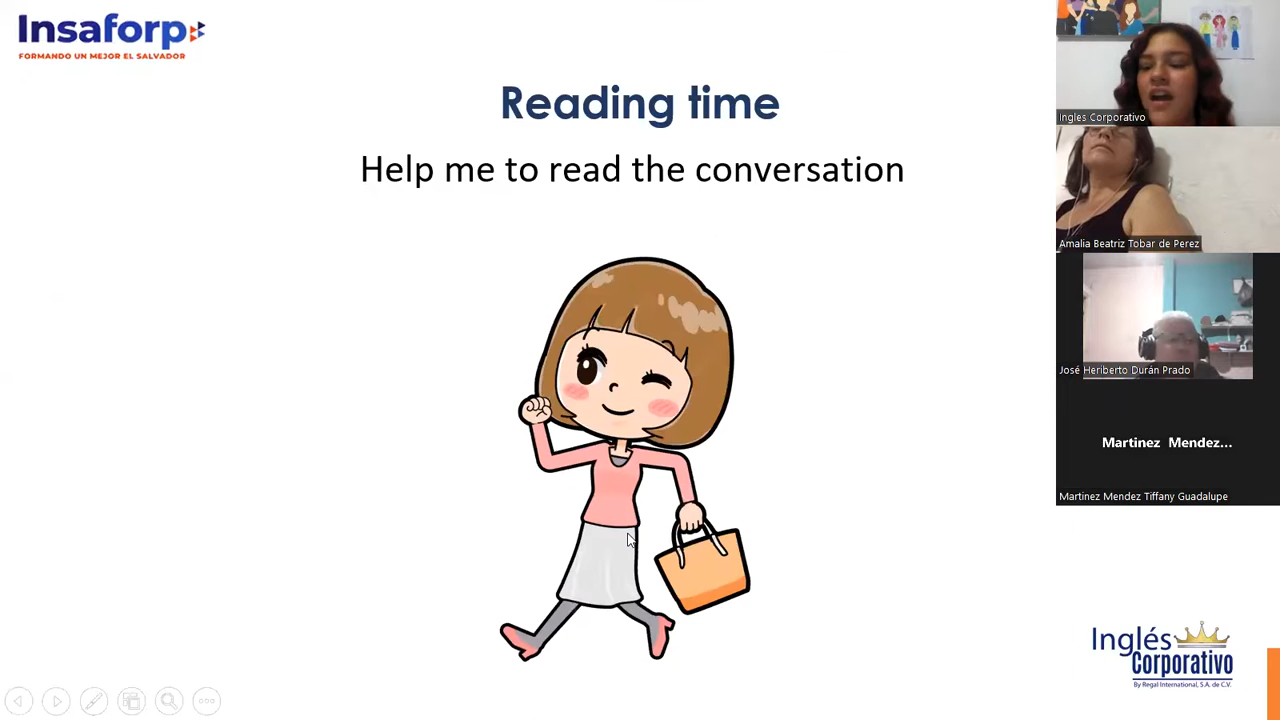 Insaforp
FORMANDO UN MEJOR EL SALVADOR
Reading time
Help me to read the conversation
Ingles Corporativo
Amalia Beatriz Tobar de Perez
José Heriberto Durán Prado
Martinez Mendez...
Martinez Mendez Tiffany Guadalupe
Inglés
Corporativo
By Regal International, S.A. de C.V.